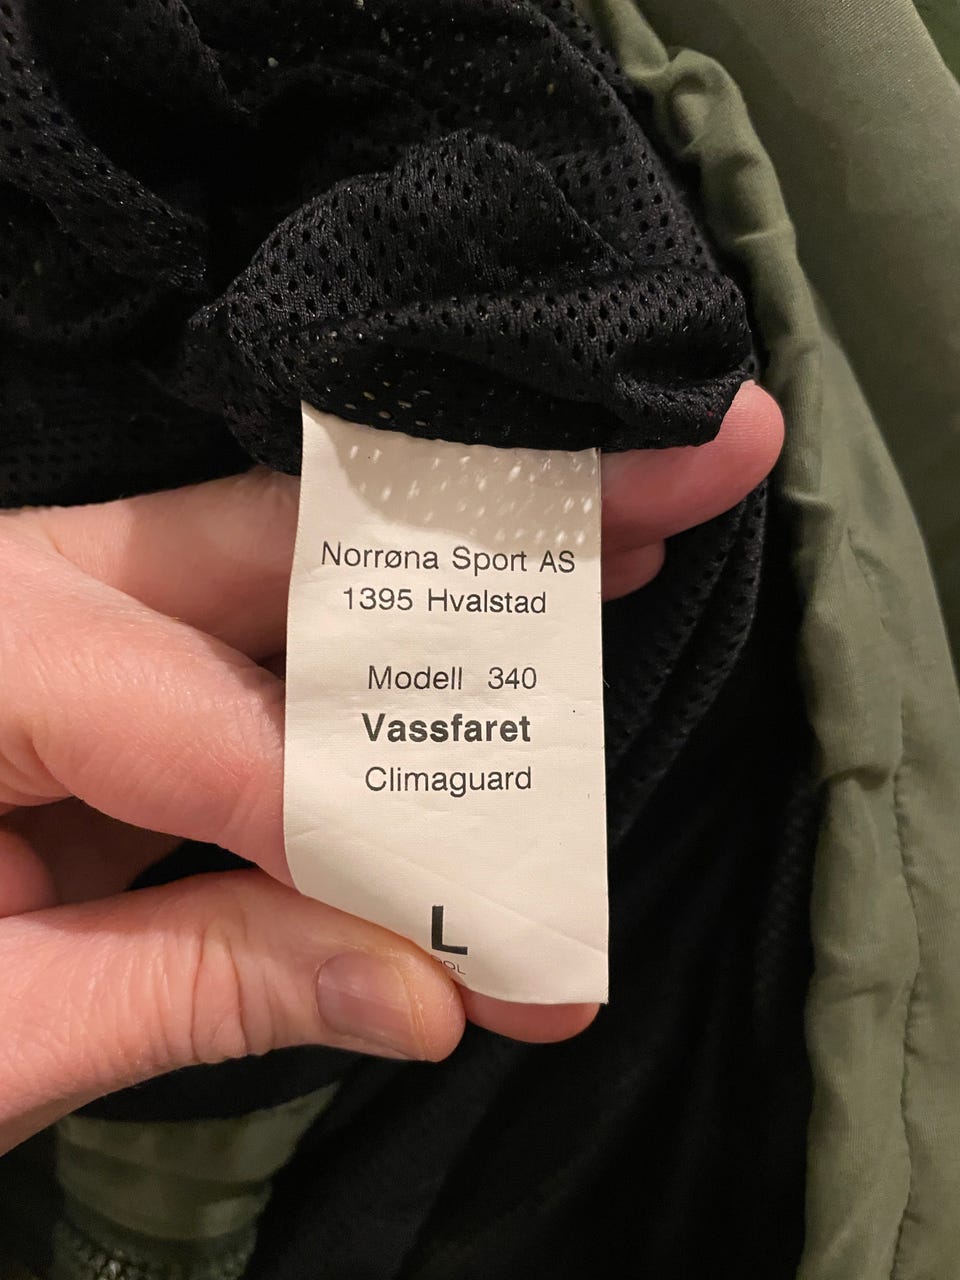 Norrøna Sport AS
1395 Hvalstad
Modell 340
Vassfaret
Climaguard
L